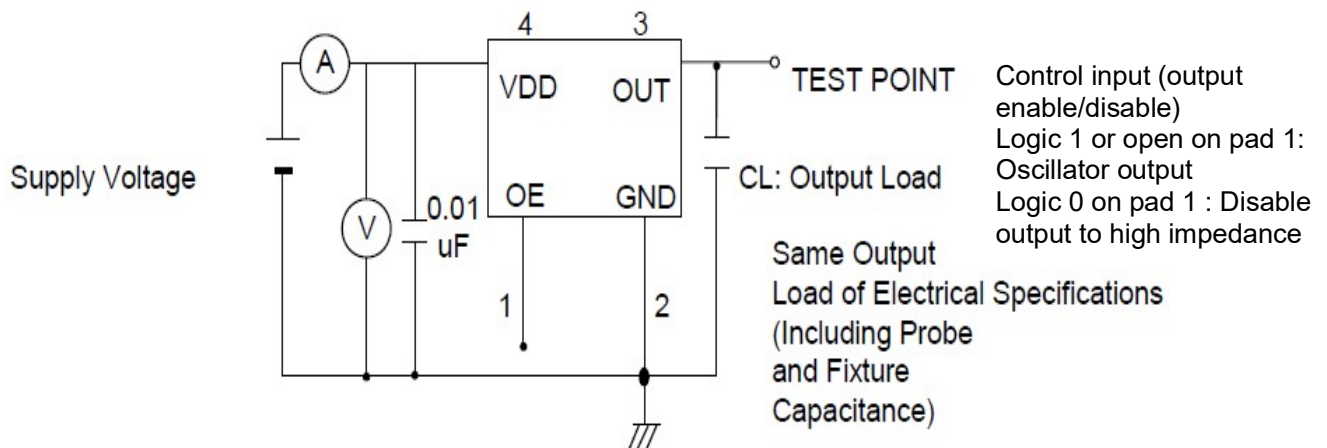 4
3
A
VDD
OUT
TEST POINT
Control input (output
enable/disable)
Logic 1 or open on pad 1:
Oscillator output
Logic 0 on pad 1 : Disable
output to high impedance
Supply Voltage
V
0.01
uF
OE
GND
CL: Output Load
1
2
Same Output
Load of Electrical Specifications
(Including Probe
and Fixture
Capacitance)